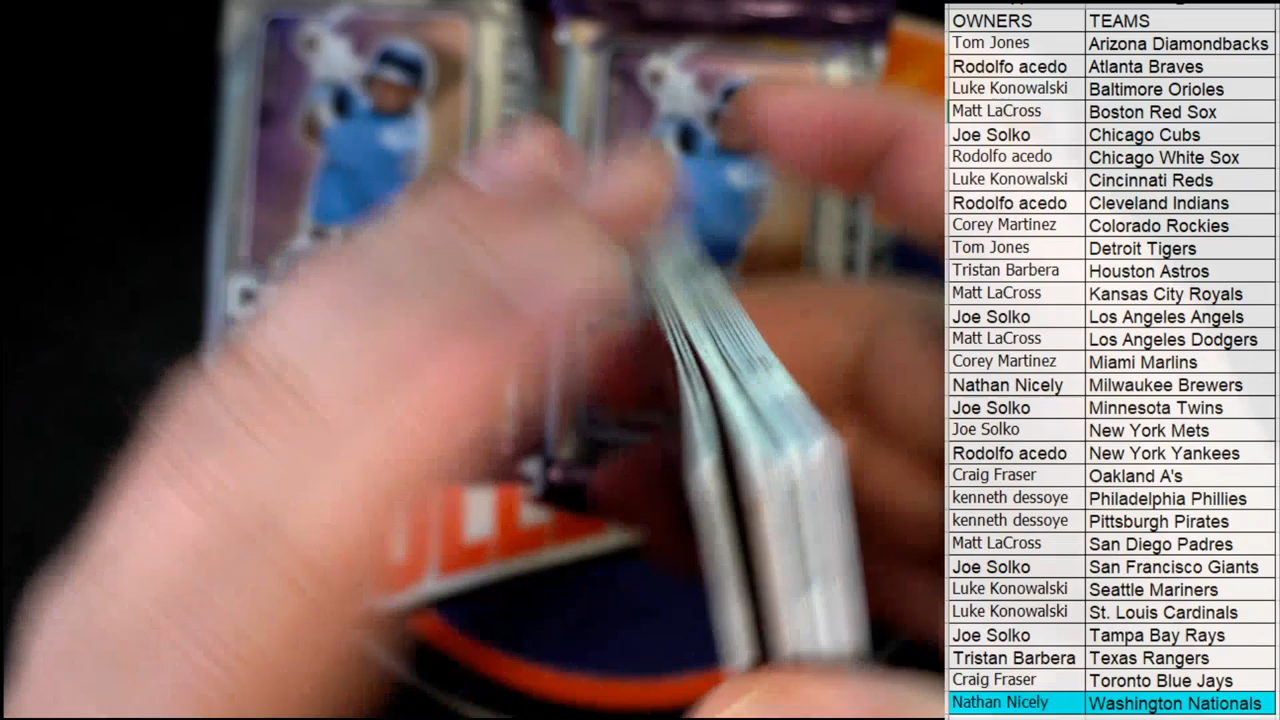 OWNERS TEAMS
Tom Jones Arizona Diamondbacks
Rodolfo acedo Atlanta Braves
Luke Konowalski Baltimore Orioles
Matt LaCross Boston Red Sox
Joe Solko Chicago Cubs
Rodolfo acedo Chicago White Sox
Luke Konowalski Cincinnati Reds
Rodolfo acedo Cleveland Indians
Corey Martinez Colorado Rockies
Tom Jones Detroit Tigers
Tristan Barbera Houston Astros
Matt LaCross Kansas City Royals
Joe Solko Los Angeles Angels
Matt LaCross Los Angeles Dodgers
Corey Martinez Miami Marlins
Nathan Nicely Milwaukee Brewers
Joe Solko Minnesota Twins
Joe Solko New York Mets
Rodolfo acedo New York Yankees
Craig Fraser Oakland A's
kenneth dessoye Philadelphia Phillies
kenneth dessoye Pittsburgh Pirates
Matt LaCross San Diego Padres
Joe Solko San Francisco Giants
Luke Konowalski Seattle Mariners
Luke Konowalski St. Louis Cardinals
Joe Solko Tampa Bay Rays
Tristan Barbera Texas Rangers
Craig Fraser Toronto Blue Jays
Nathan Nicely Washington Nationals